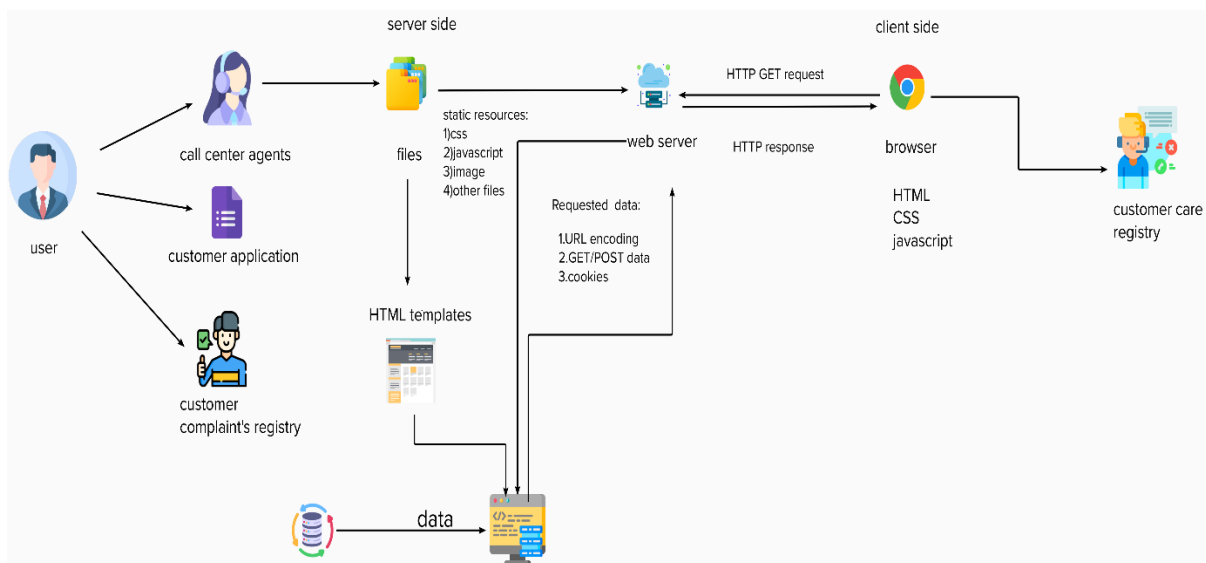 server side
client side
HTTP GET request
static resources:
1)css
2)javascript
3)image
4)other files
call center agents
files
web server
HTTP response
browser
Requested data:
1.URL encoding
2.GET/POST data
3.cookies
HTML
CSS
javascript
customer care
registry
user
customer application
HTML templates
customer
complaint's registry
data